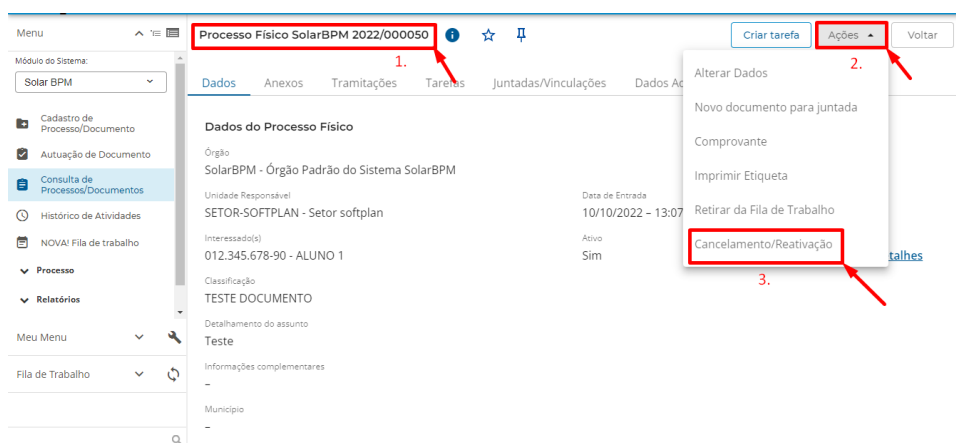 Menu
Módulo do Sistema:
Solar BPM
Cadastro de
Processo/Documento
Autuação de Documento
Consulta de
Processos/Documentos
Histórico de Atividades
NOVA! Fila de trabalho
Processo
Relatórios
Meu Menu
Fila de Trabalho
Processo Físico SolarBPM 2022/000050
1.
Criar tarefa
Ações
Voltar
2.
Dados Anexos Tramitações Tarefas Juntadas/Vinculações Dados Ad
Alterar Dados
Novo documento para juntada
Comprovante
Imprimir Etiqueta
Retirar da Fila de Trabalho
Cancelamento/Reativação
3.
Dados do Processo Físico
Órgão
SolarBPM - Órgão Padrão do Sistema SolarBPM
Unidade Responsável
SETOR-SOFTPLAN - Setor softplan
Data de Entrada
10/10/2022 – 13:07
Interessado(s)
012.345.678-90 - ALUNO 1
Ativo
Sim
talhes
Classificação
TESTE DOCUMENTO
Detalhamento do assunto
Teste
Informações complementares
–
Município
–